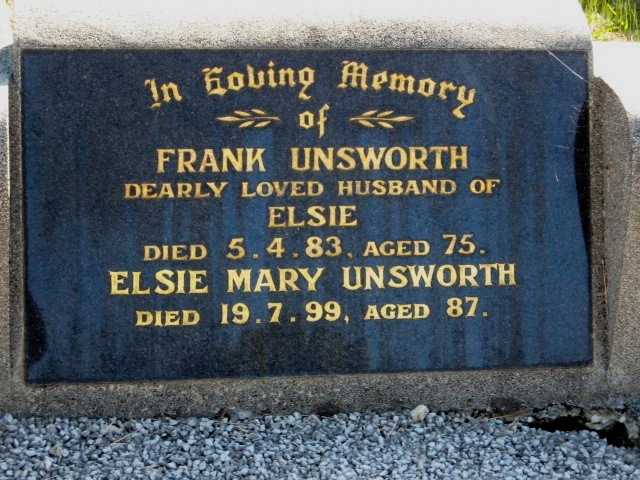 In Loving Memory
of
FRANK UNSWORTH
DEARLY LOVED HUSBAND OF
ELSIE
DIED 5.4.83, AGED 75.
ELSIE MARY UNSWORTH
DIED 19.7.99, AGED 87.